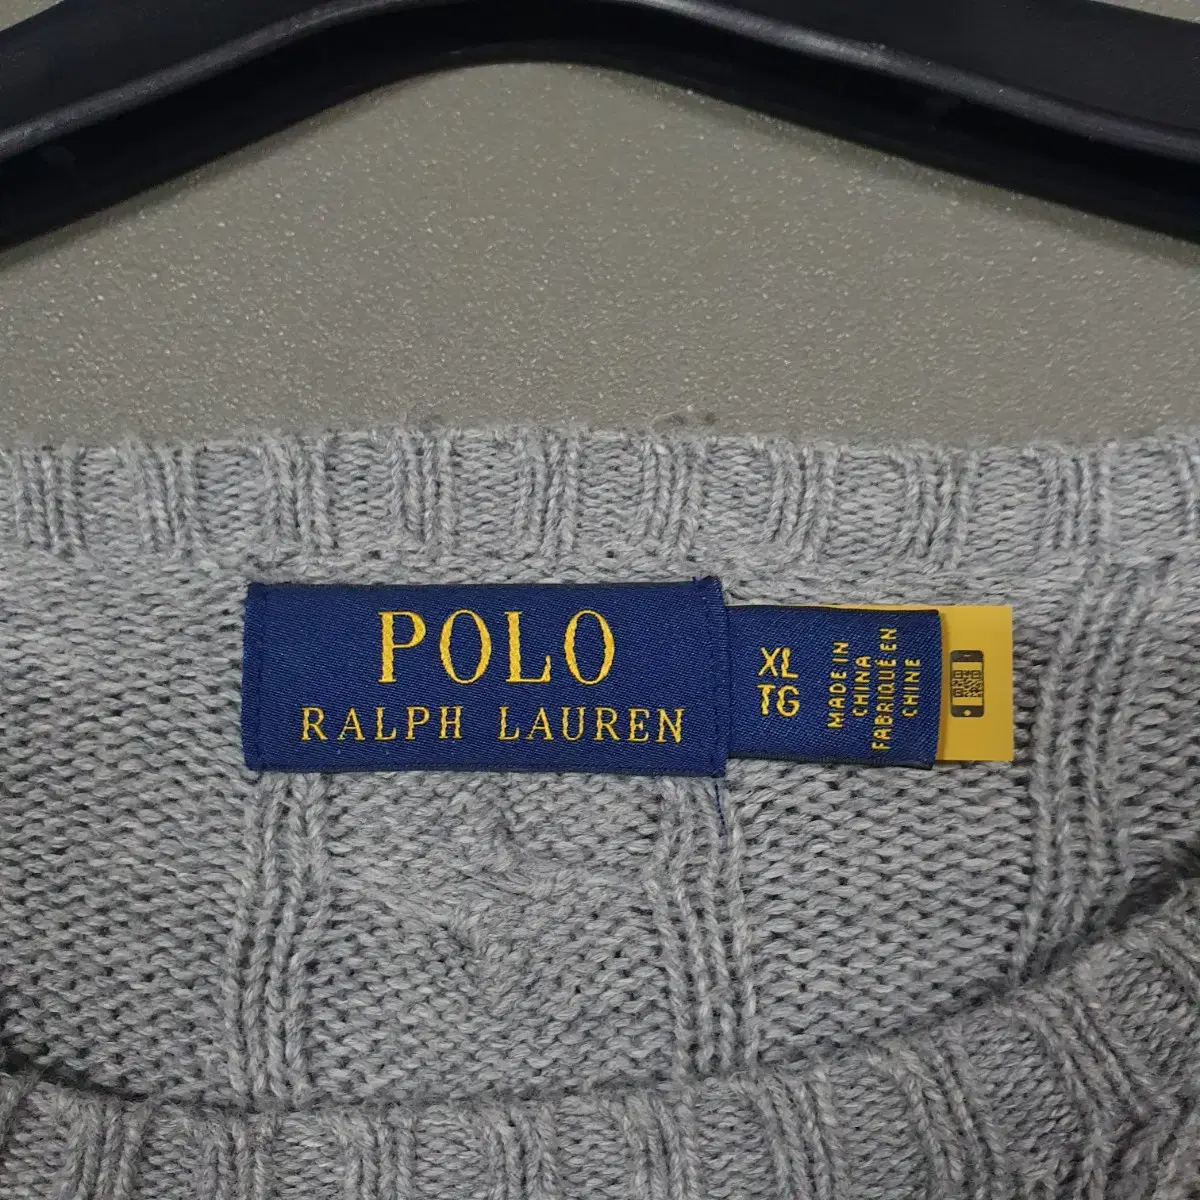 POLO
RALPH LAUREN
XL
TG
MADE IN
CHINA
FABRIQUÉ EN
CHINE